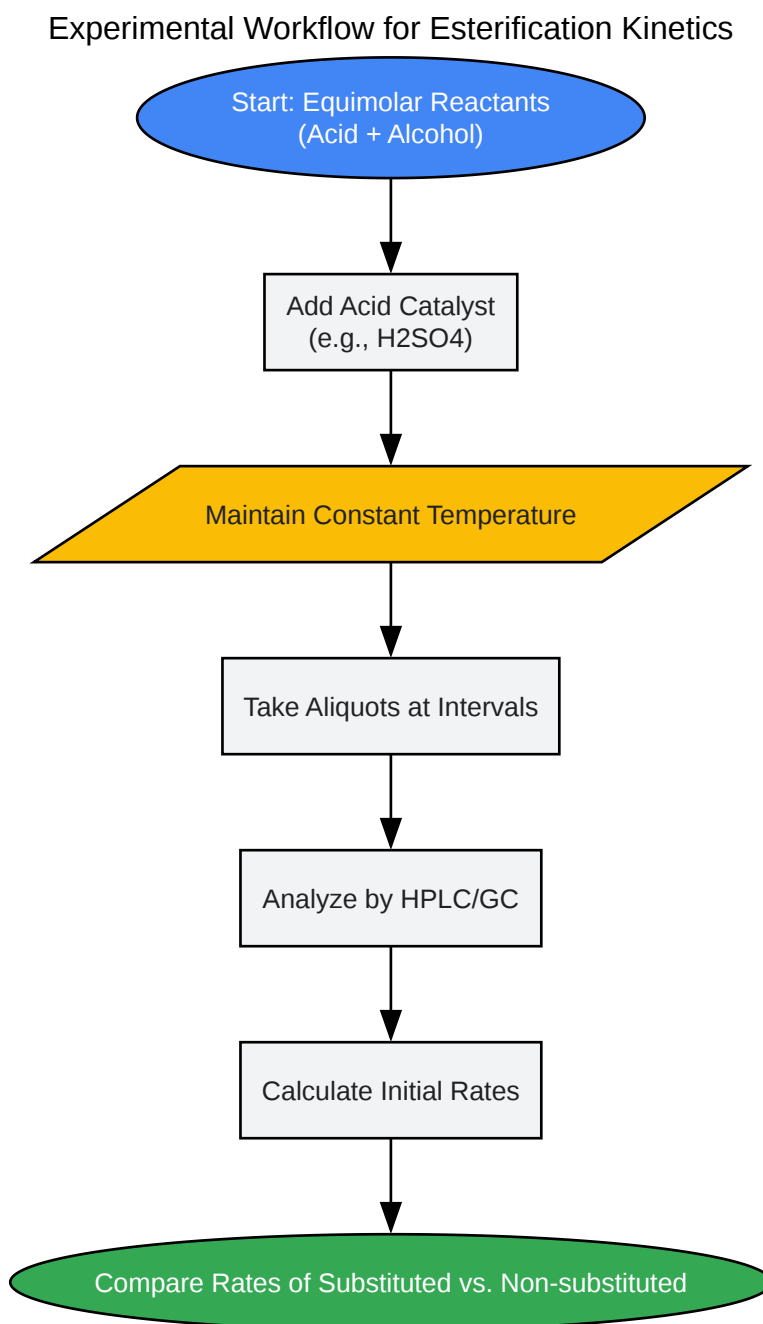 Experimental Workflow for Esterification Kinetics
Start: Equimolar Reactants
(Acid + Alcohol)
Add Acid Catalyst
(e.g., H2SO4)
Maintain Constant Temperature
Take Aliquots at Intervals
Analyze by HPLC/GC
Calculate Initial Rates
Compare Rates of Substituted vs. Non-substituted